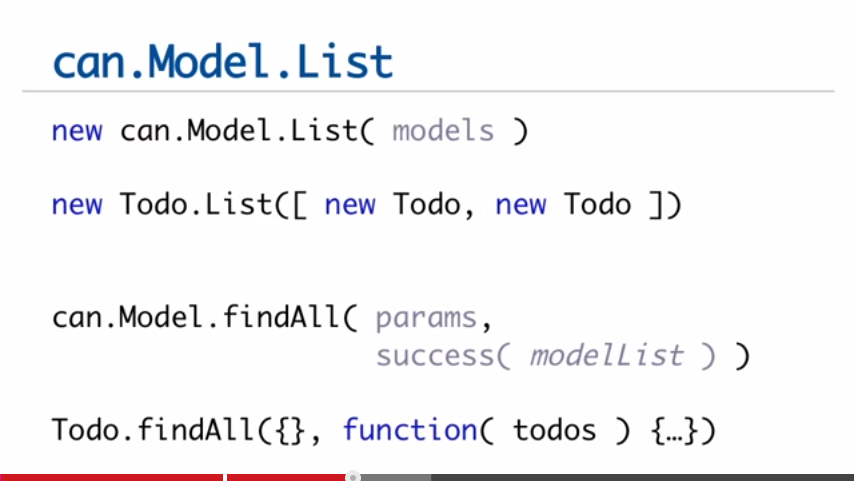 can.Model.List
new can.Model.List( models )
new Todo.List([ new Todo, new Todo ])
can.Model.findAll( params,
success( modelList ) )
Todo.findAll({}, function( todos ) {…})